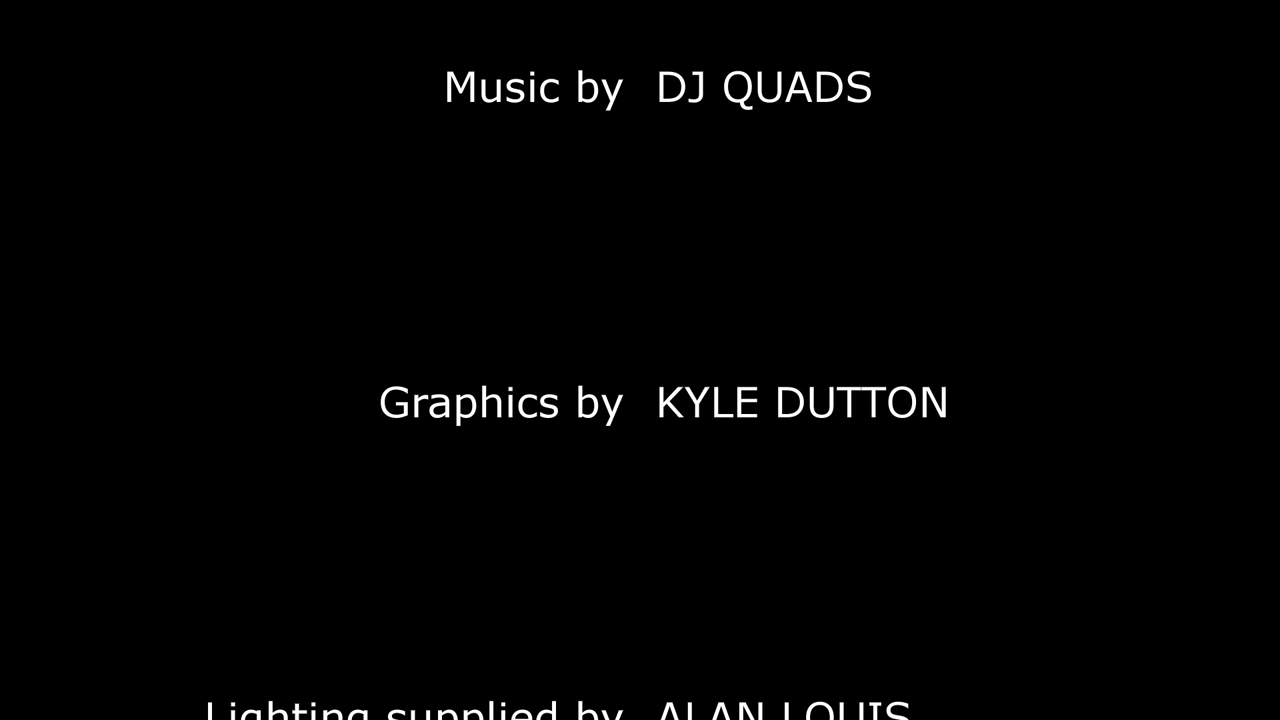 Music by DJ QUADS
Graphics by KYLE DUTTON
Lighting supplied by ALAN LOUIS